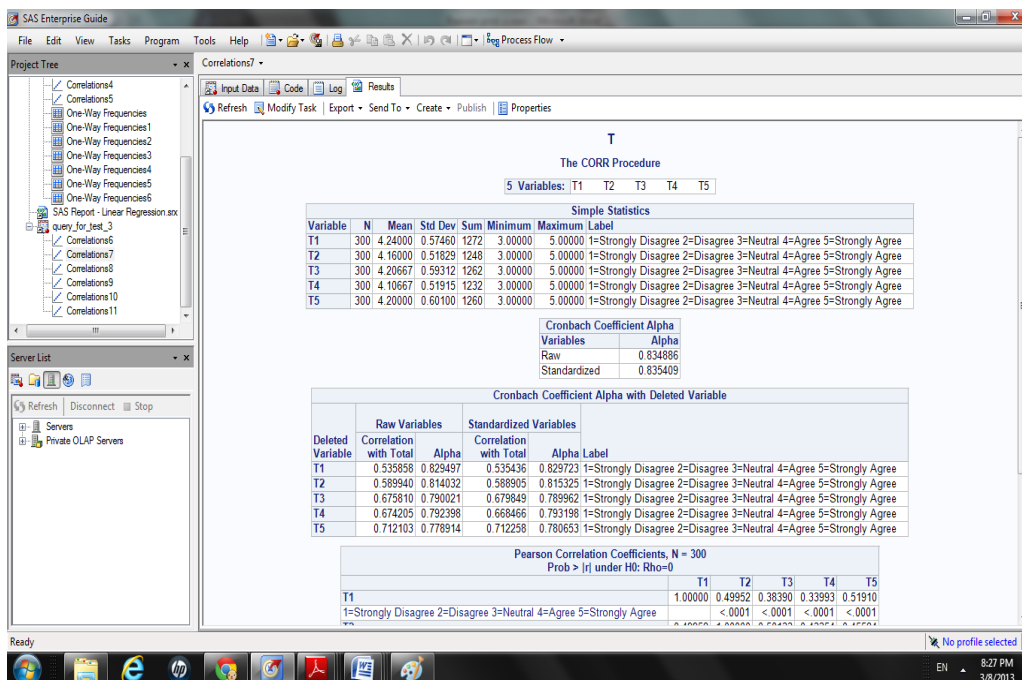 SAS Enterprise Guide
File Edit View Tasks Program Tools Help Process Flow
Project Tree
Correlations4
Correlations5
One-Way Frequencies
One-Way Frequencies1
One-Way Frequencies2
One-Way Frequencies3
One-Way Frequencies4
One-Way Frequencies5
One-Way Frequencies6
SAS Report - Linear Regression.srx
query_for_test_3
Correlations6
Correlations7
Correlations8
Correlations9
Correlations10
Correlations11
Server List
Refresh Disconnect Stop
Servers
Private OLAP Servers
Correlations7
Input Data Code Log Results
Refresh Modify Task Export Send To Create Publish Properties
T
The CORR Procedure
5 Variables: T1 T2 T3 T4 T5
Simple Statistics
Variable N Mean Std Dev Sum Minimum Maximum Label
T1 300 4.24000 0.57460 1272 3.00000 5.00000 1=Strongly Disagree 2=Disagree 3=Neutral 4=Agree 5=Strongly Agree
T2 300 4.16000 0.51829 1248 3.00000 5.00000 1=Strongly Disagree 2=Disagree 3=Neutral 4=Agree 5=Strongly Agree
T3 300 4.20667 0.59312 1262 3.00000 5.00000 1=Strongly Disagree 2=Disagree 3=Neutral 4=Agree 5=Strongly Agree
T4 300 4.10667 0.51915 1232 3.00000 5.00000 1=Strongly Disagree 2=Disagree 3=Neutral 4=Agree 5=Strongly Agree
T5 300 4.20000 0.60100 1260 3.00000 5.00000 1=Strongly Disagree 2=Disagree 3=Neutral 4=Agree 5=Strongly Agree
Cronbach Coefficient Alpha
Variables Alpha
Raw 0.834886
Standardized 0.835409
Cronbach Coefficient Alpha with Deleted Variable
Raw Variables Standardized Variables
Deleted Correlation Correlation
Variable with Total Alpha with Total Alpha Label
T1 0.535858 0.829497 0.535436 0.829723 1=Strongly Disagree 2=Disagree 3=Neutral 4=Agree 5=Strongly Agree
T2 0.589940 0.814032 0.588905 0.815325 1=Strongly Disagree 2=Disagree 3=Neutral 4=Agree 5=Strongly Agree
T3 0.675810 0.790021 0.679849 0.789962 1=Strongly Disagree 2=Disagree 3=Neutral 4=Agree 5=Strongly Agree
T4 0.674205 0.792398 0.668466 0.793198 1=Strongly Disagree 2=Disagree 3=Neutral 4=Agree 5=Strongly Agree
T5 0.712103 0.778914 0.712258 0.780653 1=Strongly Disagree 2=Disagree 3=Neutral 4=Agree 5=Strongly Agree
Pearson Correlation Coefficients, N = 300
Prob > |r| under H0: Rho=0
T1 T2 T3 T4 T5
T1 1.00000 0.49952 0.38390 0.33993 0.51910
1=Strongly Disagree 2=Disagree 3=Neutral 4=Agree 5=Strongly Agree <.0001 <.0001 <.0001 <.0001
Ready
No profile selected
EN 8:27 PM
3/8/2013